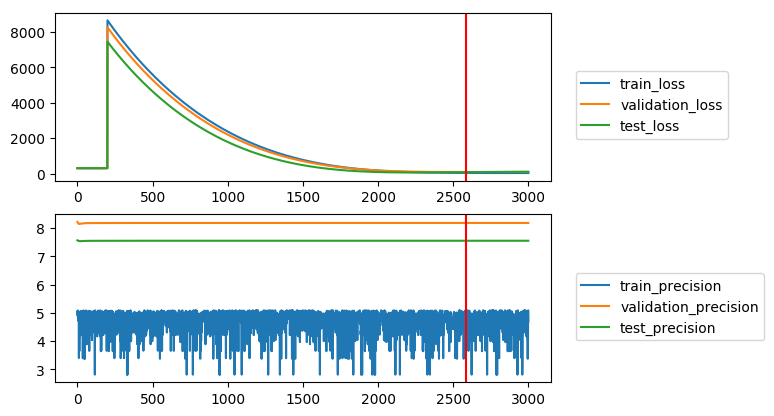 8000
6000
4000
2000
0
0 500 1000 1500 2000 2500 3000
train_loss
validation_loss
test_loss
8
7
6
5
4
3
0 500 1000 1500 2000 2500 3000
train_precision
validation_precision
test_precision